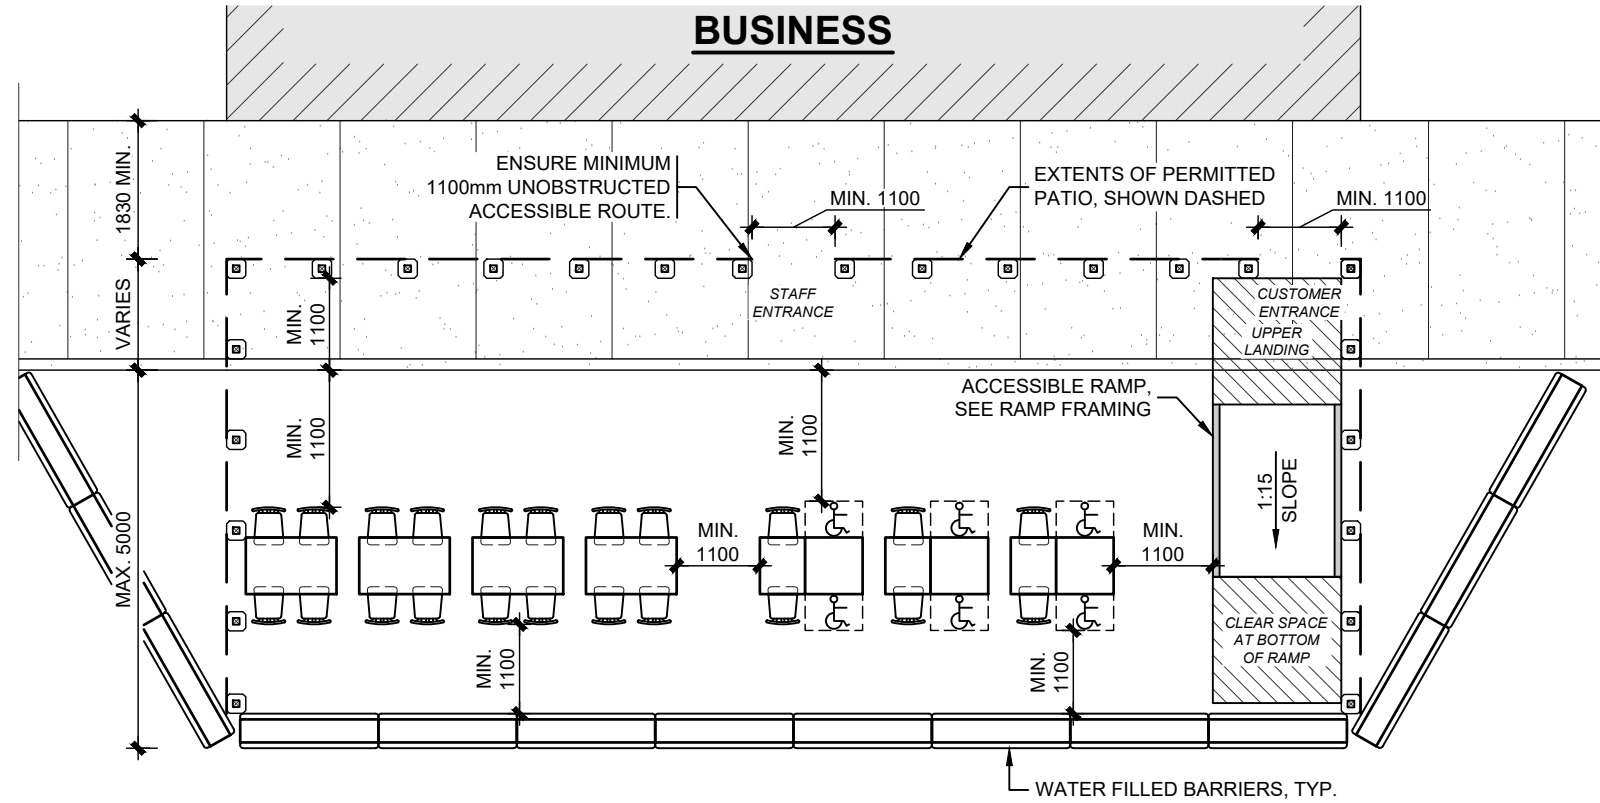 BUSINESS
1830 MIN.
ENSURE MINIMUM
1100mm UNOBSTRUCTED
ACCESSIBLE ROUTE.
MIN. 1100
EXTENTS OF PERMITTED
PATIO, SHOWN DASHED
MIN. 1100
VARIES
MIN.
1100
STAFF
ENTRANCE
CUSTOMER
ENTRANCE
UPPER
LANDING
ACCESSIBLE RAMP,
SEE RAMP FRAMING
MIN.
1100
MIN.
1100
1:15
SLOPE
MAX. 5000
MIN.
1100
MIN.
1100
CLEAR SPACE
AT BOTTOM
OF RAMP
MIN.
1100
MIN.
1100
WATER FILLED BARRIERS, TYP.